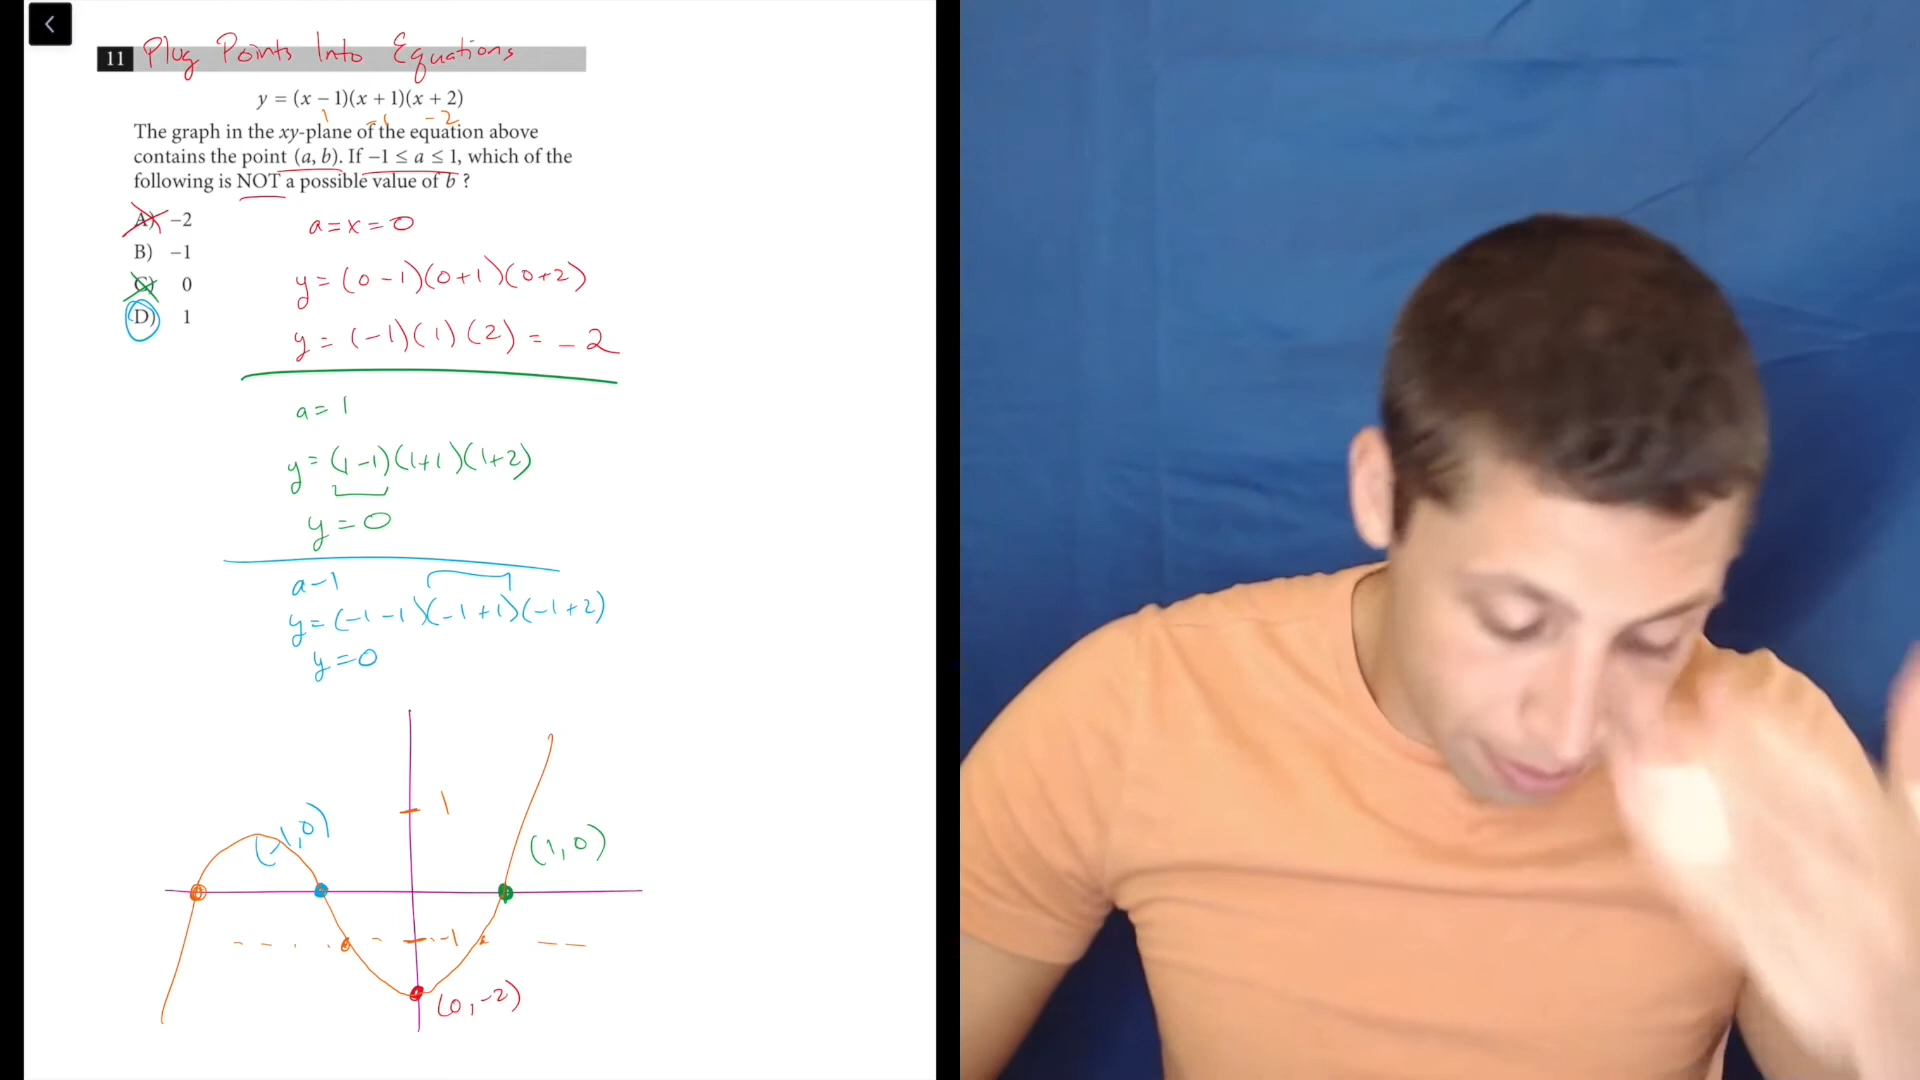 11 Plug Points Into Equations
y = (x − 1)(x + 1)(x + 2)
1 -1 -2
The graph in the xy-plane of the equation above
contains the point (a, b). If −1 ≤ a ≤ 1, which of the
following is NOT a possible value of b ?
A) −2
B) −1
C) 0
D) 1
a = x = 0
y = (0 - 1)(0 + 1)(0 + 2)
y = (-1)(1)(2) = -2
a = 1
y = (1 - 1)(1 + 1)(1 + 2)
y = 0
a - 1
y = (-1 - 1)(-1 + 1)(-1 + 2)
y = 0
1
(-1, 0)
(1, 0)
-1
(0, -2)